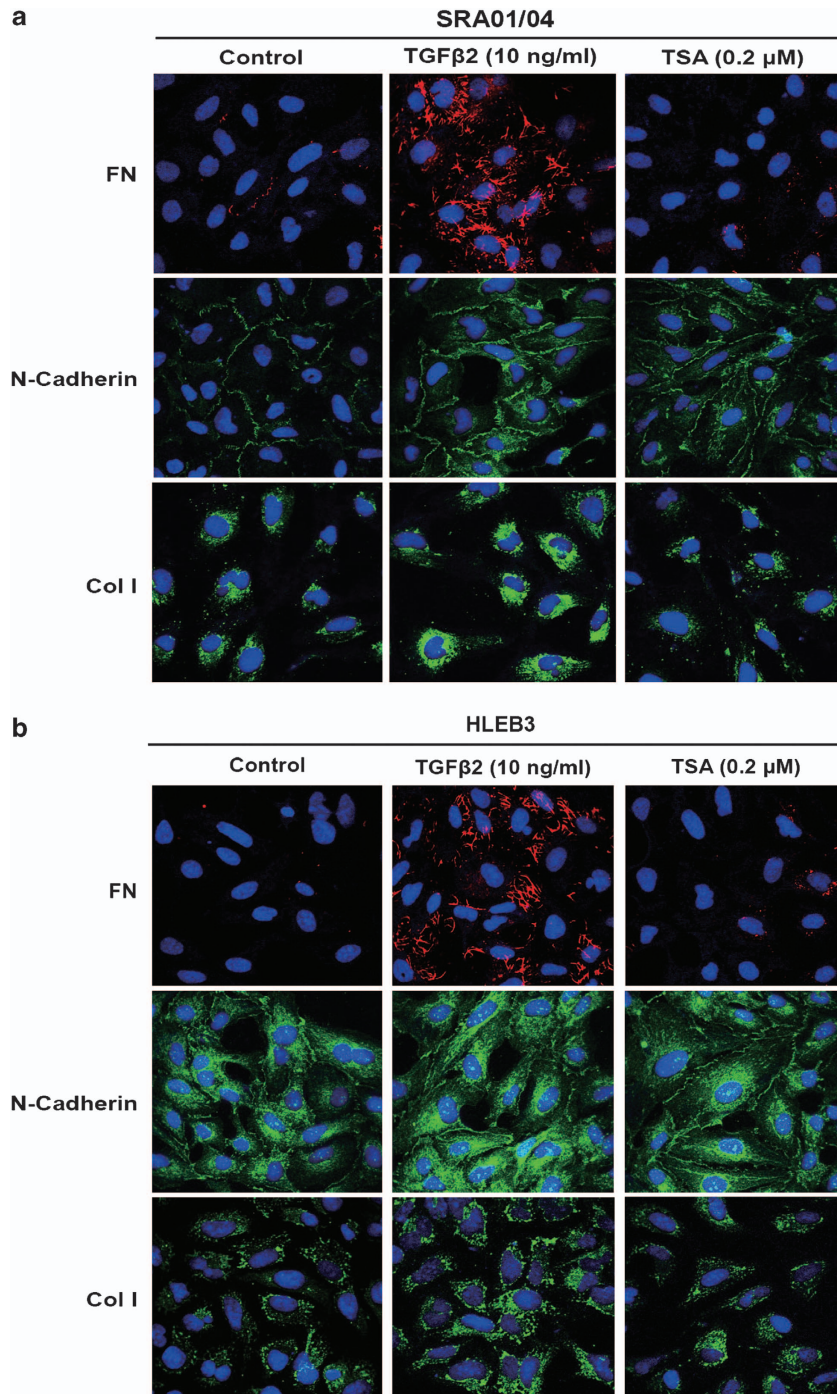 a
SRA01/04
Control TGFβ2 (10 ng/ml) TSA (0.2 µM)
FN
N-Cadherin
Col I
b
HLEB3
Control TGFβ2 (10 ng/ml) TSA (0.2 µM)
FN
N-Cadherin
Col I